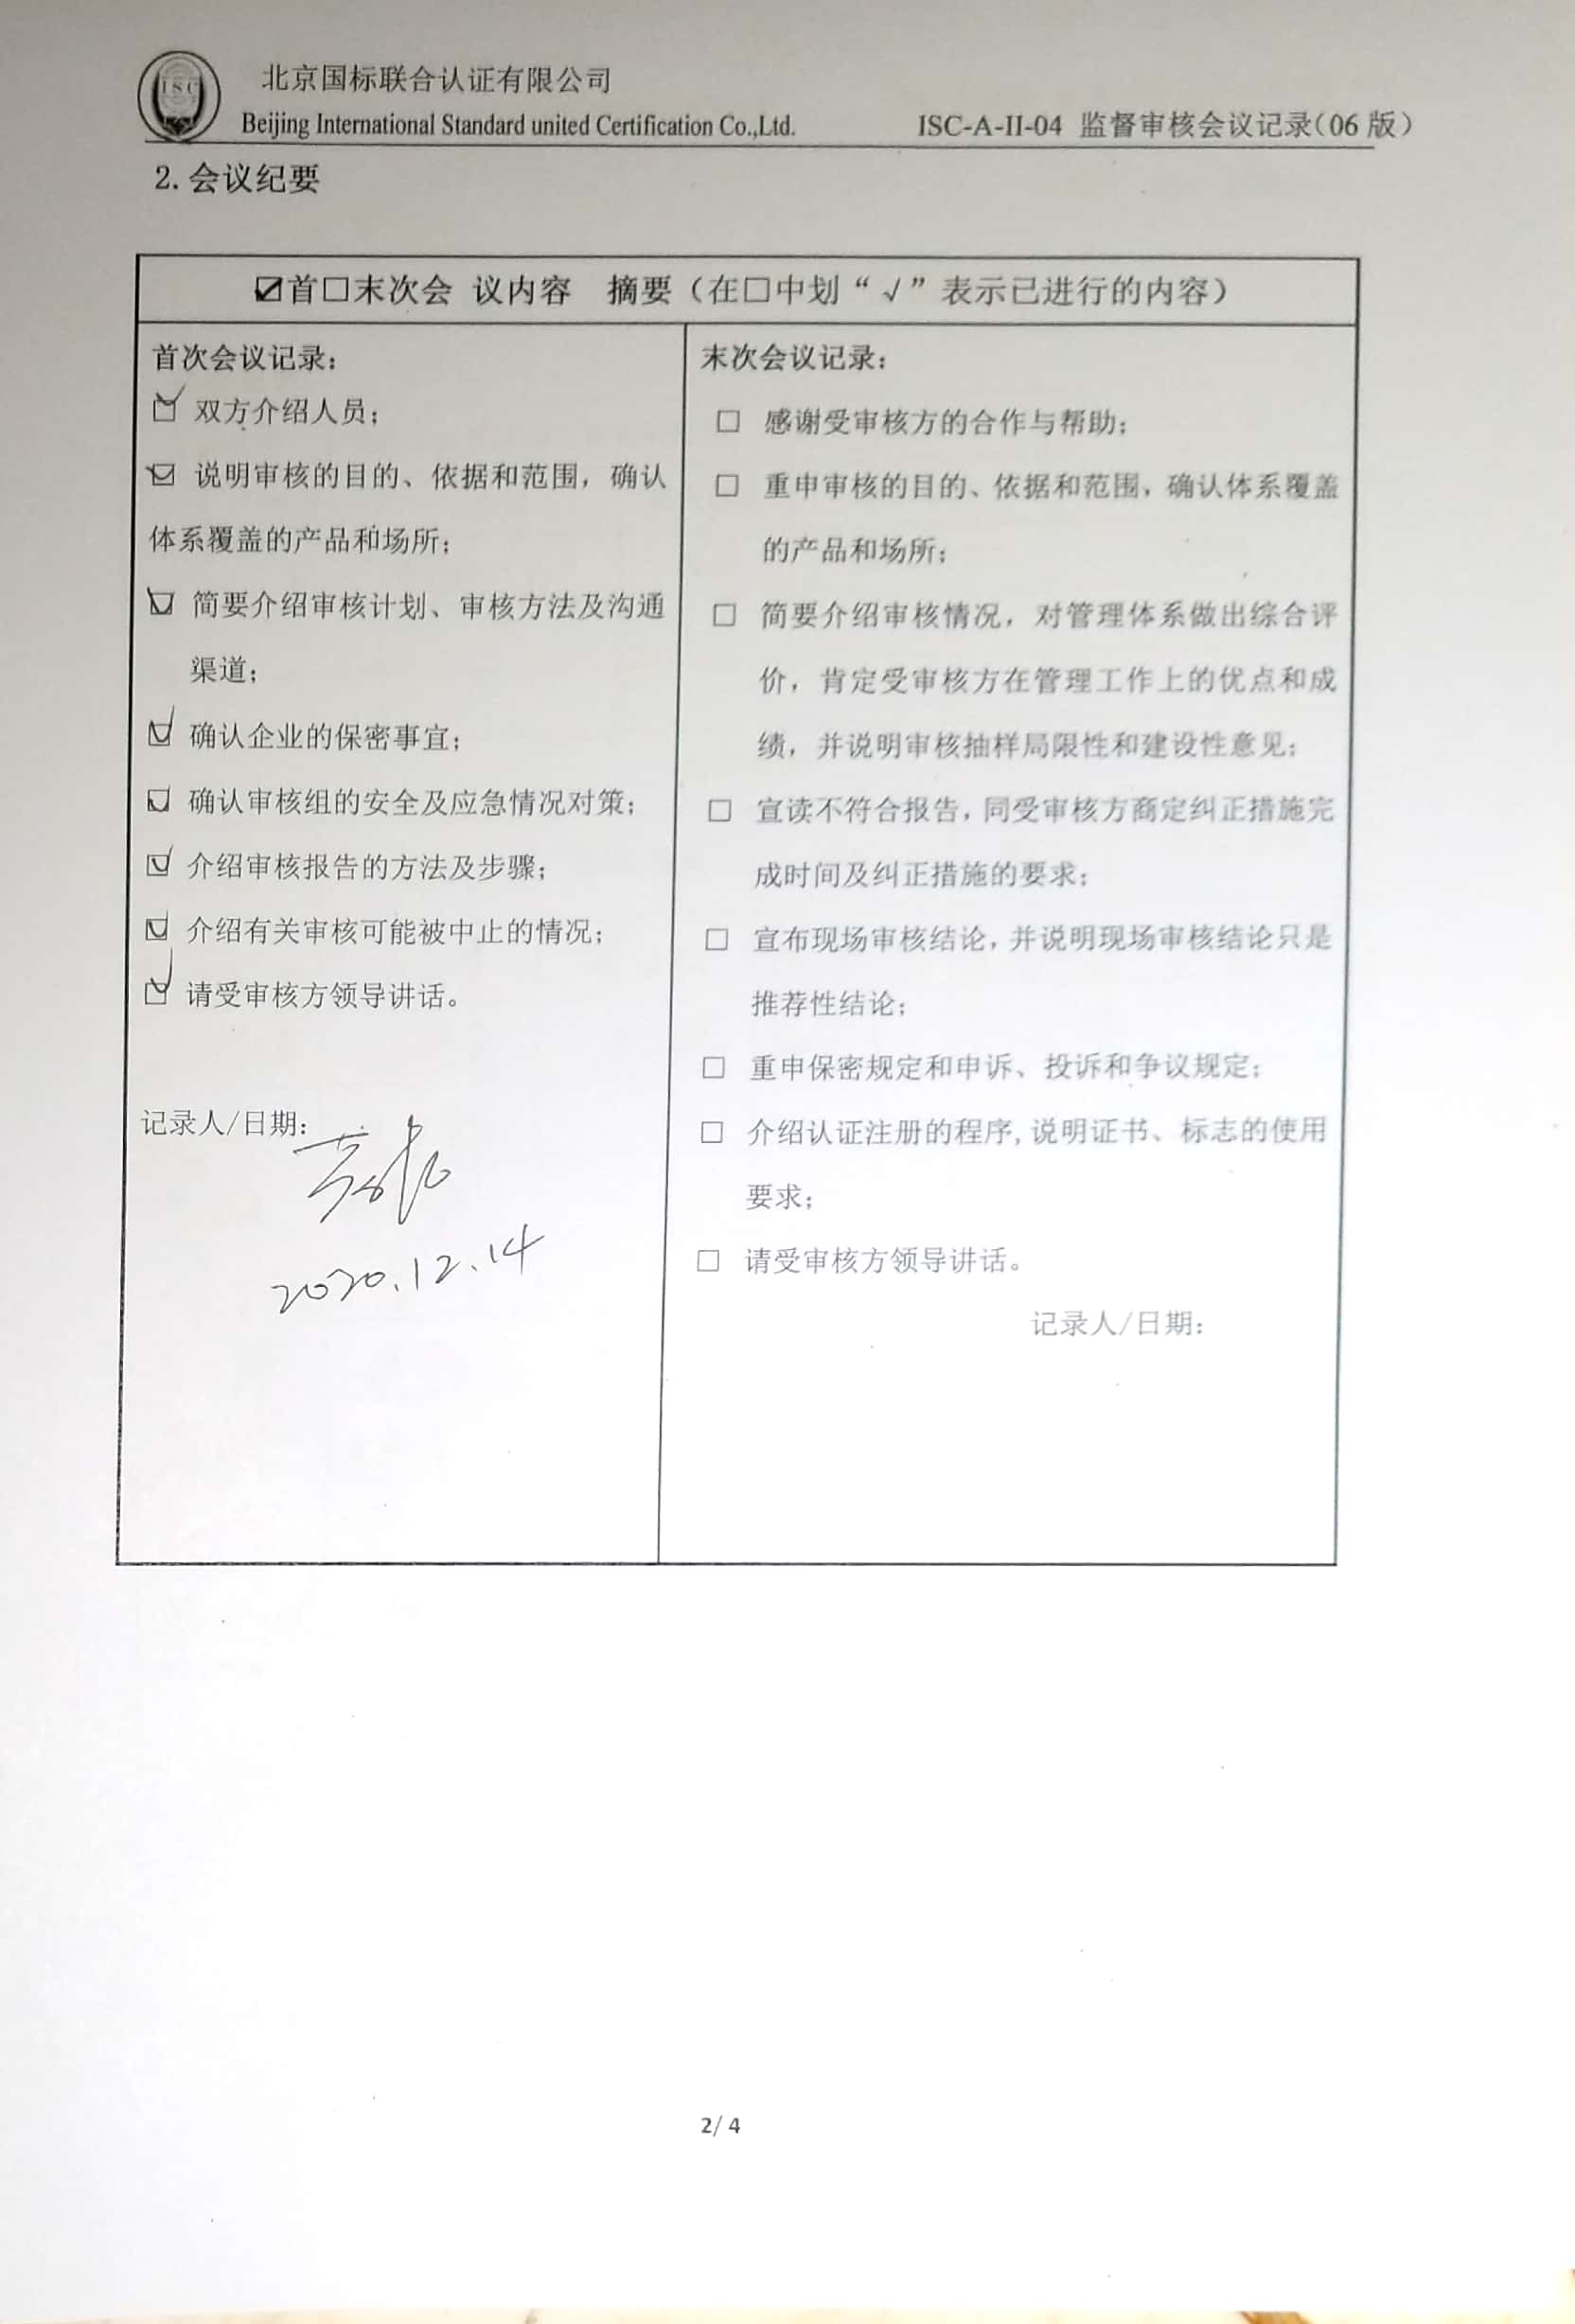 ISC
北京国标联合认证有限公司
Beijing International Standard united Certification Co.,Ltd.
ISC-A-II-04 监督审核会议记录(06 版)
2.会议纪要
☑首□末次会 议内容 摘要（在□中划“√”表示已进行的内容）
首次会议记录：
☑ 双方介绍人员；
☑ 说明审核的目的、依据和范围，确认
体系覆盖的产品和场所；
☑ 简要介绍审核计划、审核方法及沟通
渠道；
☑ 确认企业的保密事宜；
☑ 确认审核组的安全及应急情况对策；
☑ 介绍审核报告的方法及步骤；
☑ 介绍有关审核可能被中止的情况；
☑ 请受审核方领导讲话。
记录人/日期：
2020.12.14
末次会议记录：
□ 感谢受审核方的合作与帮助；
□ 重申审核的目的、依据和范围，确认体系覆盖
的产品和场所；
□ 简要介绍审核情况，对管理体系做出综合评
价，肯定受审核方在管理工作上的优点和成
绩，并说明审核抽样局限性和建设性意见；
□ 宣读不符合报告，同受审核方商定纠正措施完
成时间及纠正措施的要求；
□ 宣布现场审核结论，并说明现场审核结论只是
推荐性结论；
□ 重申保密规定和申诉、投诉和争议规定；
□ 介绍认证注册的程序,说明证书、标志的使用
要求；
□ 请受审核方领导讲话。
记录人/日期：
2/ 4